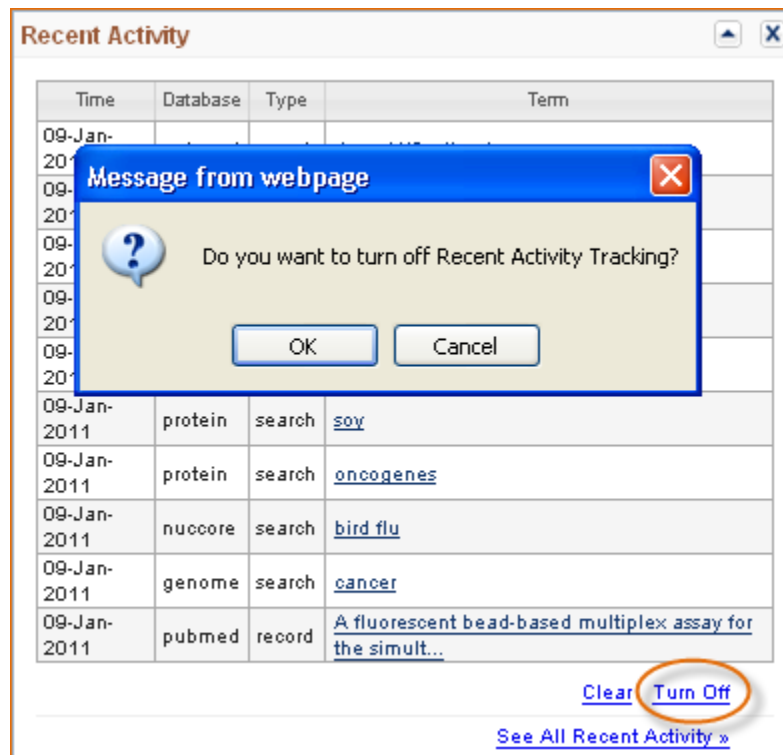 Recent Activity
Time Database Type Term
09-Jan-
Message from webpage
Do you want to turn off Recent Activity Tracking?
OK Cancel
09-Jan-
2011 protein search soy
09-Jan-
2011 protein search oncogenes
09-Jan-
2011 nuccore search bird flu
09-Jan-
2011 genome search cancer
09-Jan-
2011 pubmed record A fluorescent bead-based multiplex assay for
the simult...
Clear Turn Off
See All Recent Activity »